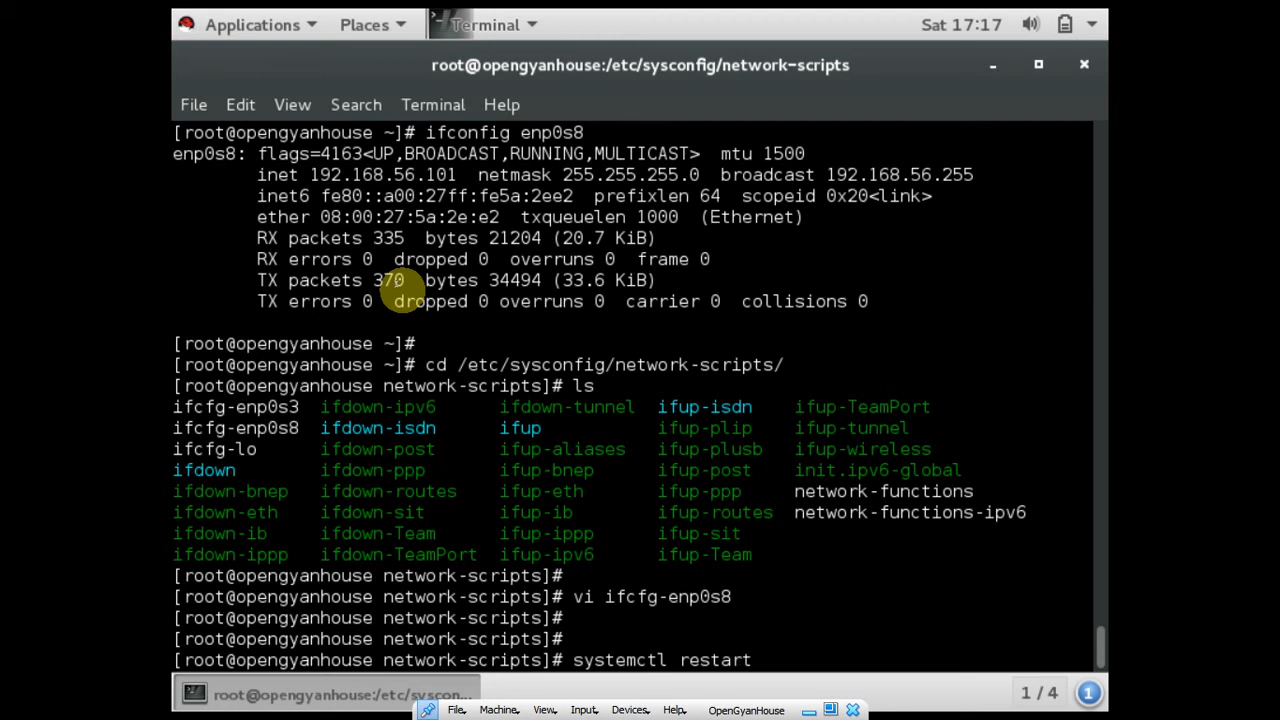 Applications Places Terminal Sat 17:17
root@opengyanhouse:/etc/sysconfig/network-scripts
File Edit View Search Terminal Help
[root@opengyanhouse ~]# ifconfig enp0s8
enp0s8: flags=4163<UP,BROADCAST,RUNNING,MULTICAST>  mtu 1500
        inet 192.168.56.101  netmask 255.255.255.0  broadcast 192.168.56.255
        inet6 fe80::a00:27ff:fe5a:2ee2  prefixlen 64  scopeid 0x20<link>
        ether 08:00:27:5a:2e:e2  txqueuelen 1000  (Ethernet)
        RX packets 335  bytes 21204 (20.7 KiB)
        RX errors 0  dropped 0  overruns 0  frame 0
        TX packets 370  bytes 34494 (33.6 KiB)
        TX errors 0  dropped 0 overruns 0  carrier 0  collisions 0
[root@opengyanhouse ~]#
[root@opengyanhouse ~]# cd /etc/sysconfig/network-scripts/
[root@opengyanhouse network-scripts]# ls
ifcfg-enp0s3  ifdown-ipv6      ifdown-tunnel  ifup-isdn    ifup-TeamPort
ifcfg-enp0s8  ifdown-isdn      ifup           ifup-plip    ifup-tunnel
ifcfg-lo      ifdown-post      ifup-aliases   ifup-plusb   ifup-wireless
ifdown        ifdown-ppp       ifup-bnep      ifup-post    init.ipv6-global
ifdown-bnep   ifdown-routes    ifup-eth       ifup-ppp     network-functions
ifdown-eth    ifdown-sit       ifup-ib        ifup-routes  network-functions-ipv6
ifdown-ib     ifdown-Team      ifup-ippp      ifup-sit
ifdown-ippp   ifdown-TeamPort  ifup-ipv6      ifup-Team
[root@opengyanhouse network-scripts]#
[root@opengyanhouse network-scripts]# vi ifcfg-enp0s8
[root@opengyanhouse network-scripts]#
[root@opengyanhouse network-scripts]#
[root@opengyanhouse network-scripts]# systemctl restart
root@opengyanhouse:/etc/syscon... 1 / 4 1
File Machine View Input Devices Help OpenGyanHouse